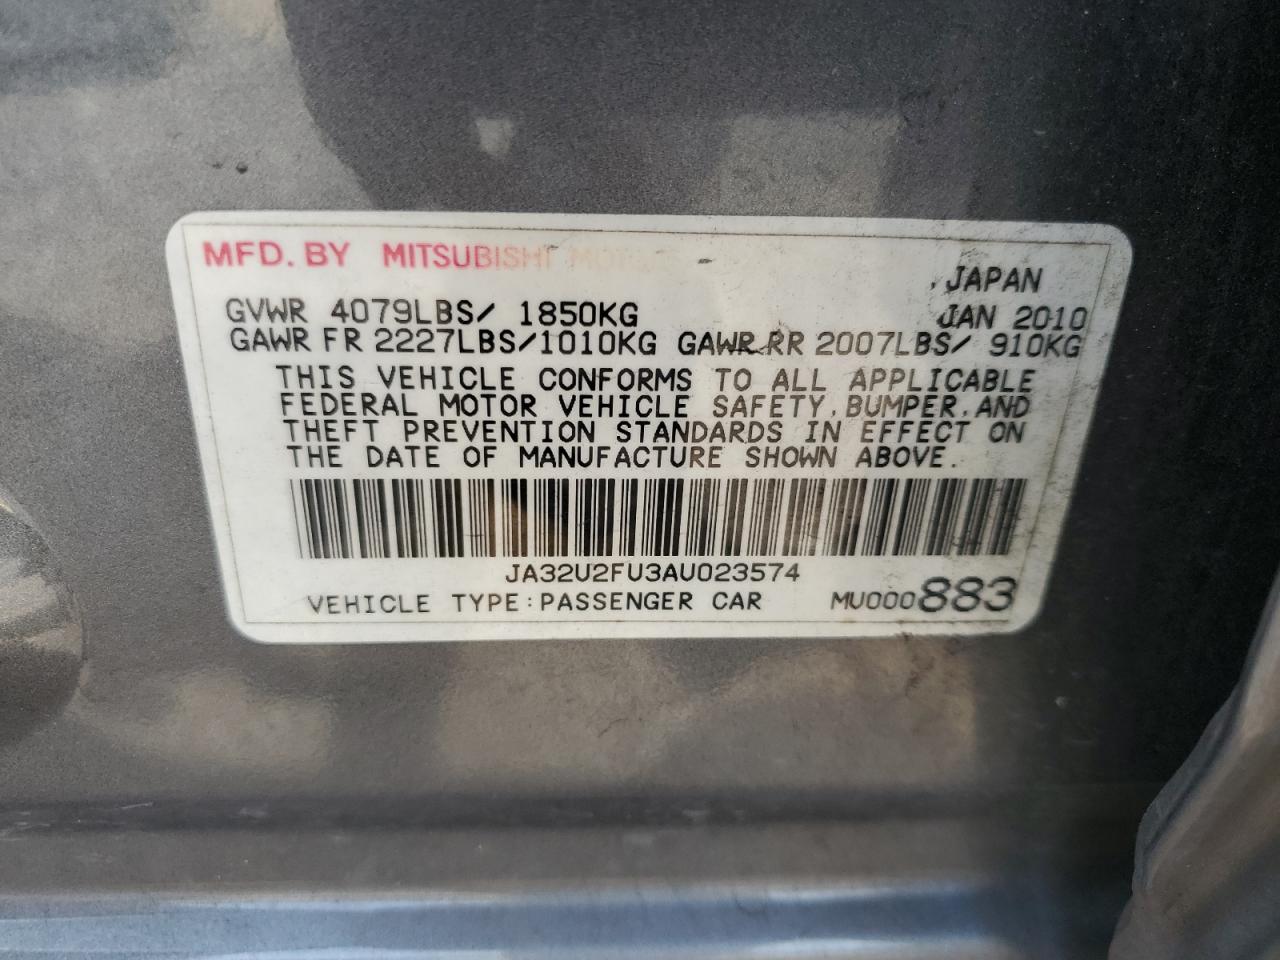 MFD. BY MITSUBISHI MOTORS
JAPAN
GVWR 4079LBS/ 1850KG JAN 2010
GAWR FR 2227LBS/1010KG GAWR RR 2007LBS/ 910KG
THIS VEHICLE CONFORMS TO ALL APPLICABLE
FEDERAL MOTOR VEHICLE SAFETY, BUMPER, AND
THEFT PREVENTION STANDARDS IN EFFECT ON
THE DATE OF MANUFACTURE SHOWN ABOVE.
JA32U2FU3AU023574
VEHICLE TYPE:PASSENGER CAR MU000883